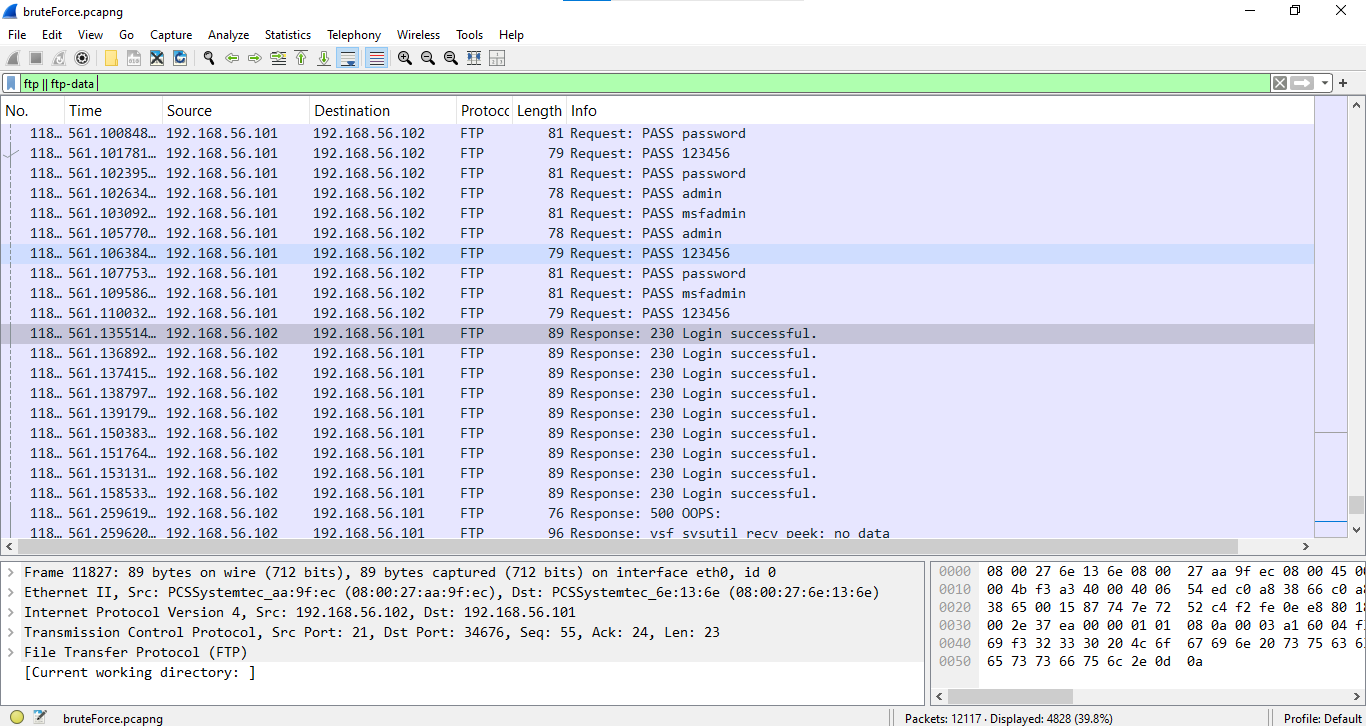 bruteForce.pcapng
File Edit View Go Capture Analyze Statistics Telephony Wireless Tools Help
ftp || ftp-data
No. Time Source Destination Protoc Length Info
118… 561.100848… 192.168.56.101 192.168.56.102 FTP 81 Request: PASS password
118… 561.101781… 192.168.56.101 192.168.56.102 FTP 79 Request: PASS 123456
118… 561.102395… 192.168.56.101 192.168.56.102 FTP 81 Request: PASS password
118… 561.102634… 192.168.56.101 192.168.56.102 FTP 78 Request: PASS admin
118… 561.103092… 192.168.56.101 192.168.56.102 FTP 81 Request: PASS msfadmin
118… 561.105770… 192.168.56.101 192.168.56.102 FTP 78 Request: PASS admin
118… 561.106384… 192.168.56.101 192.168.56.102 FTP 79 Request: PASS 123456
118… 561.107753… 192.168.56.101 192.168.56.102 FTP 81 Request: PASS password
118… 561.109586… 192.168.56.101 192.168.56.102 FTP 81 Request: PASS msfadmin
118… 561.110032… 192.168.56.101 192.168.56.102 FTP 79 Request: PASS 123456
118… 561.135514… 192.168.56.102 192.168.56.101 FTP 89 Response: 230 Login successful.
118… 561.136892… 192.168.56.102 192.168.56.101 FTP 89 Response: 230 Login successful.
118… 561.137415… 192.168.56.102 192.168.56.101 FTP 89 Response: 230 Login successful.
118… 561.138797… 192.168.56.102 192.168.56.101 FTP 89 Response: 230 Login successful.
118… 561.139179… 192.168.56.102 192.168.56.101 FTP 89 Response: 230 Login successful.
118… 561.150383… 192.168.56.102 192.168.56.101 FTP 89 Response: 230 Login successful.
118… 561.151764… 192.168.56.102 192.168.56.101 FTP 89 Response: 230 Login successful.
118… 561.153131… 192.168.56.102 192.168.56.101 FTP 89 Response: 230 Login successful.
118… 561.158533… 192.168.56.102 192.168.56.101 FTP 89 Response: 230 Login successful.
118… 561.259619… 192.168.56.102 192.168.56.101 FTP 76 Response: 500 OOPS:
118… 561.259620… 192.168.56.102 192.168.56.101 FTP 96 Response: vsf_sysutil_recv_peek: no data
Frame 11827: 89 bytes on wire (712 bits), 89 bytes captured (712 bits) on interface eth0, id 0
Ethernet II, Src: PCSSystemtec_aa:9f:ec (08:00:27:aa:9f:ec), Dst: PCSSystemtec_6e:13:6e (08:00:27:6e:13:6e)
Internet Protocol Version 4, Src: 192.168.56.102, Dst: 192.168.56.101
Transmission Control Protocol, Src Port: 21, Dst Port: 34676, Seq: 55, Ack: 24, Len: 23
File Transfer Protocol (FTP)
[Current working directory: ]
0000 08 00 27 6e 13 6e 08 00 27 aa 9f ec 08 00 45 00
0010 00 4b f3 a3 40 00 40 06 54 ed c0 a8 38 66 c0 a8
0020 38 65 00 15 87 74 7e 72 52 c4 f2 fe 0e e8 80 18
0030 00 2e 37 ea 00 00 01 01 08 0a 00 03 a1 60 04 f
0040 69 f3 32 33 30 20 4c 6f 67 69 6e 20 73 75 63 63
0050 65 73 73 66 75 6c 2e 0d 0a
bruteForce.pcapng
Packets: 12117 · Displayed: 4828 (39.8%)
Profile: Default